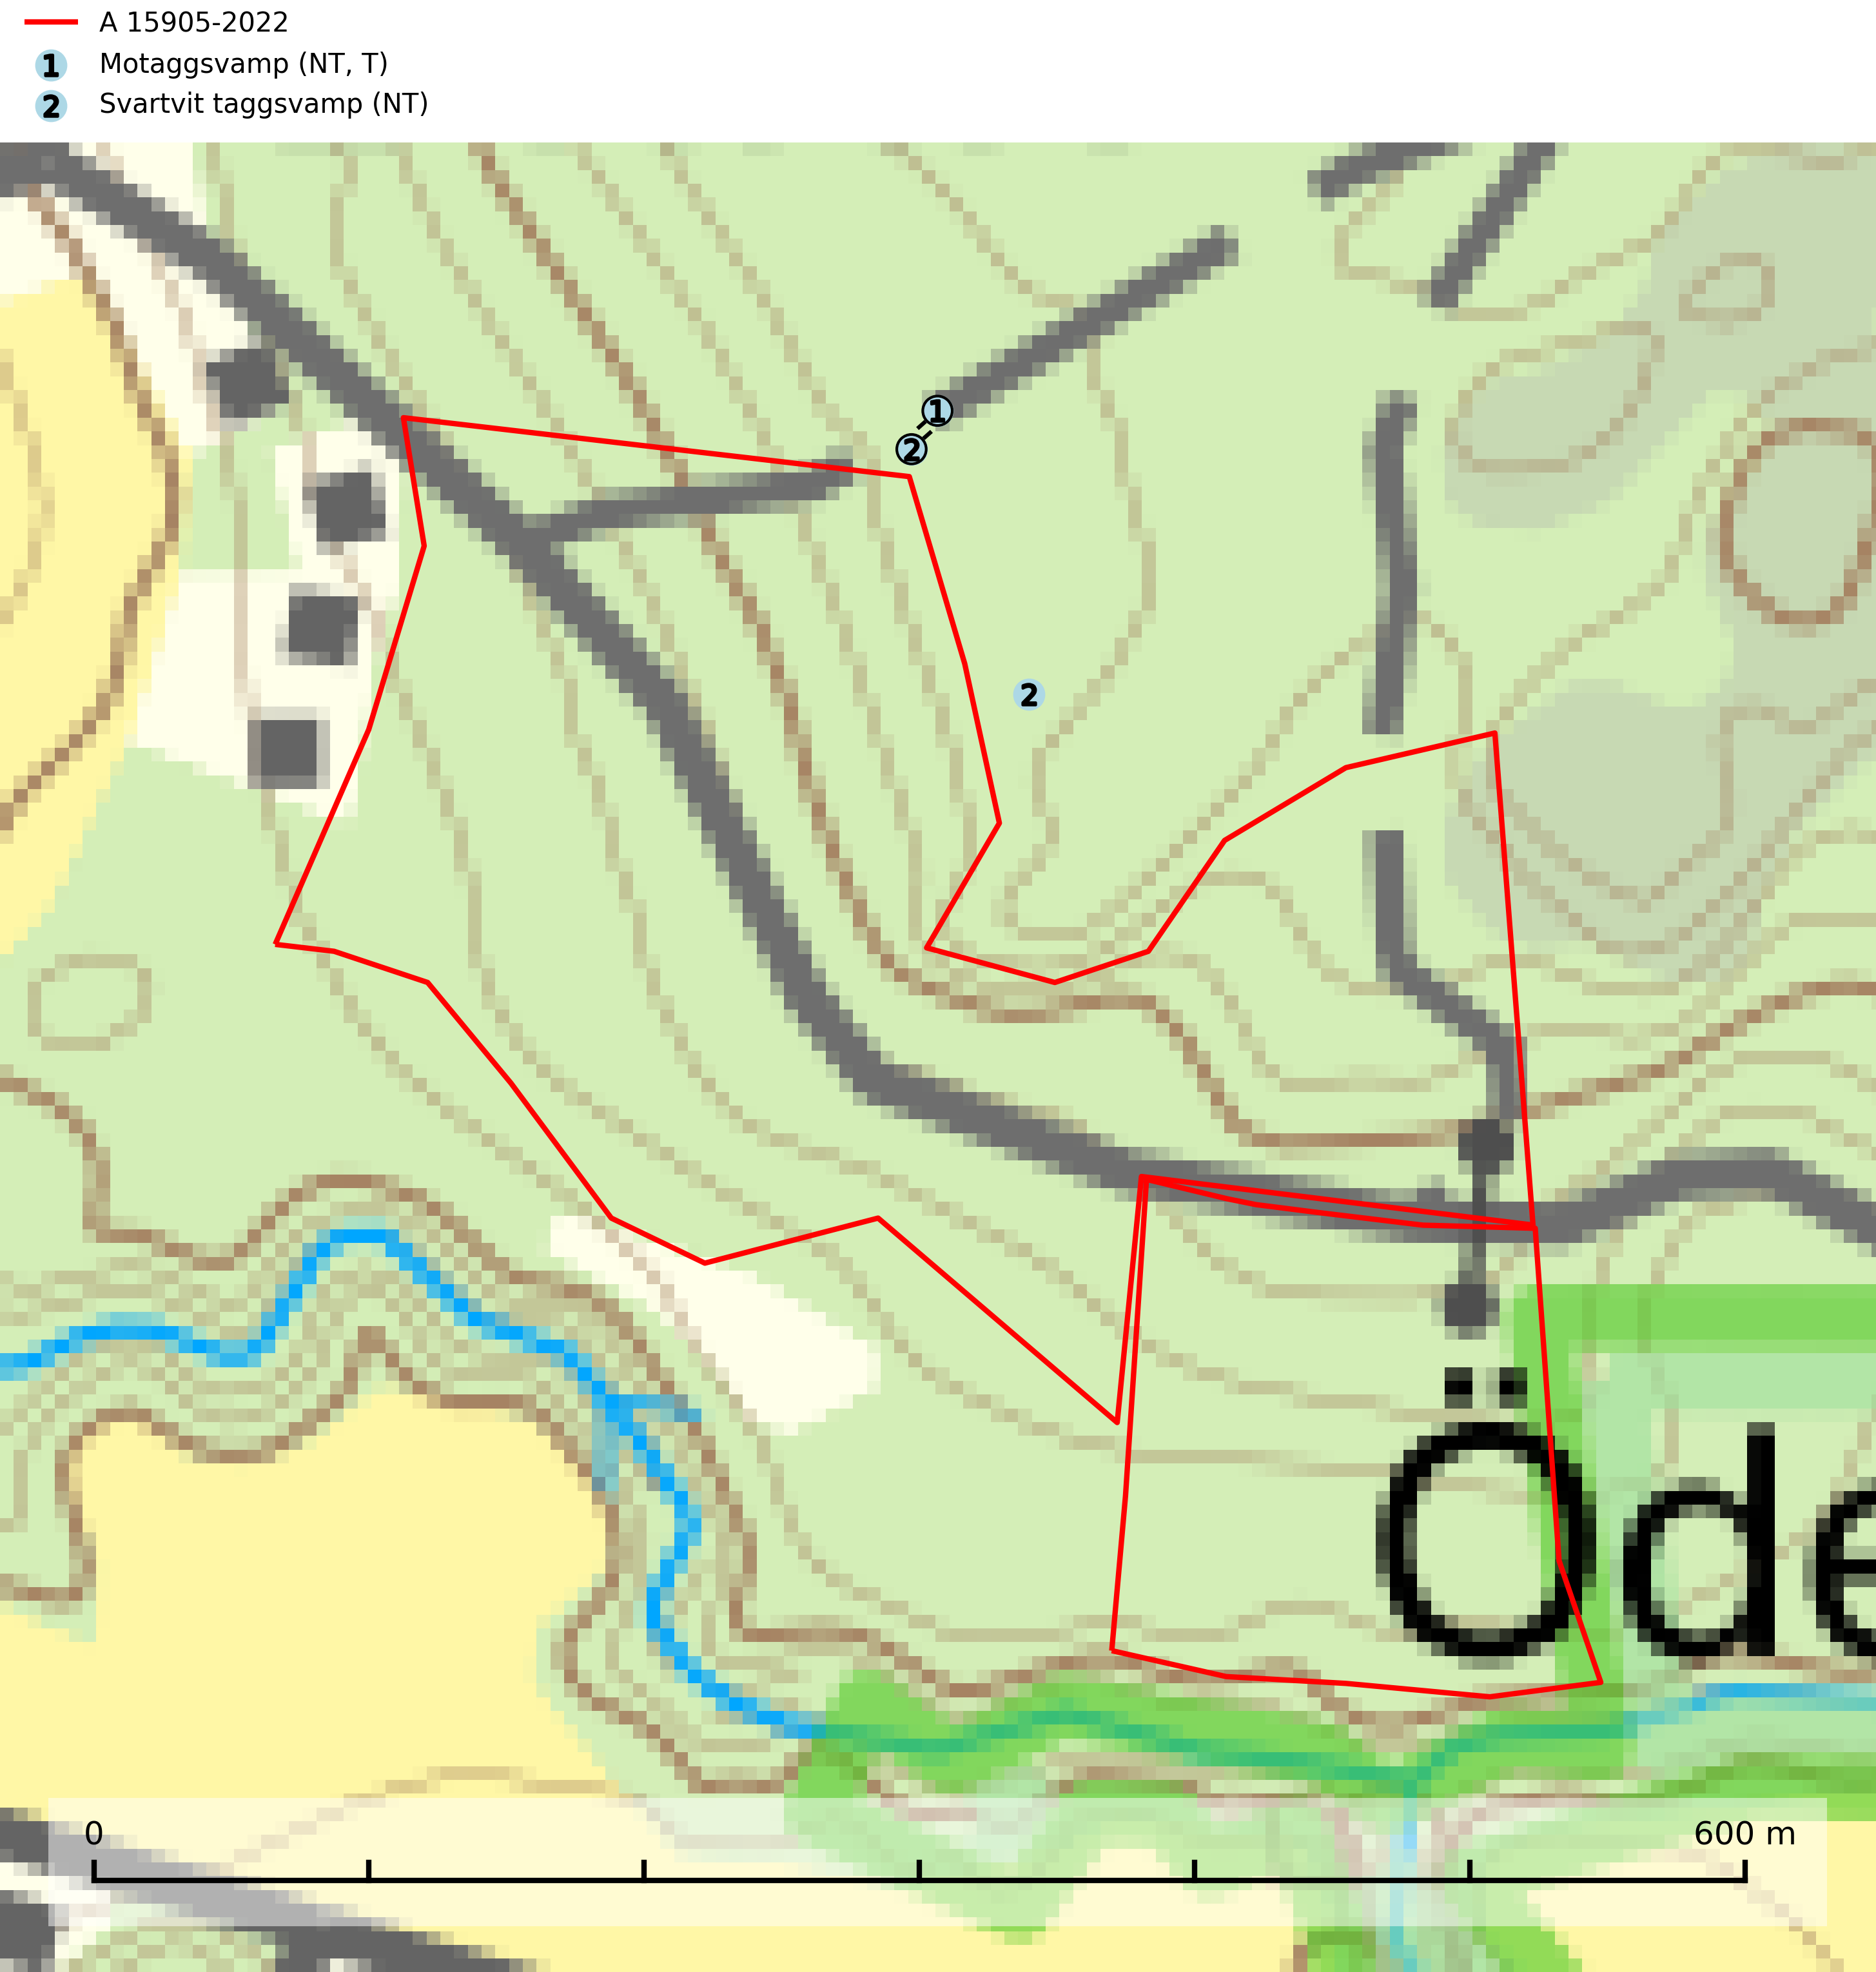 A 15905-2022
1 Motaggsvamp (NT, T)
2 Svartvit taggsvamp (NT)
1
2
2
Öde
0 600 m